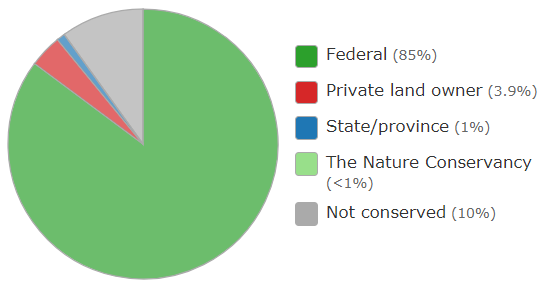 Federal (85%)
Private land owner (3.9%)
State/province (1%)
The Nature Conservancy
(<1%)
Not conserved (10%)